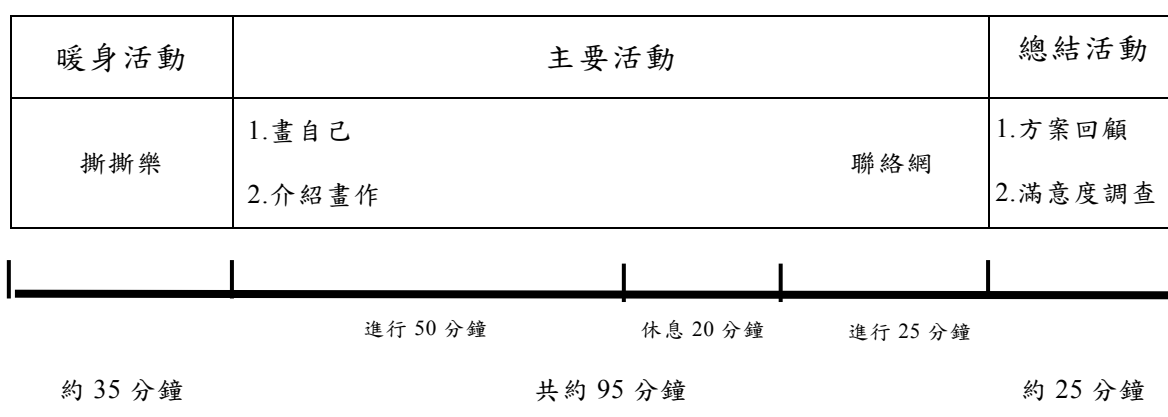 暖身活動 主要活動 總結活動
撕撕樂
1.畫自己
2.介紹畫作
聯絡網
1.方案回顧
2.滿意度調查
進行 50 分鐘 休息 20 分鐘 進行 25 分鐘
約 35 分鐘 共約 95 分鐘 約 25 分鐘